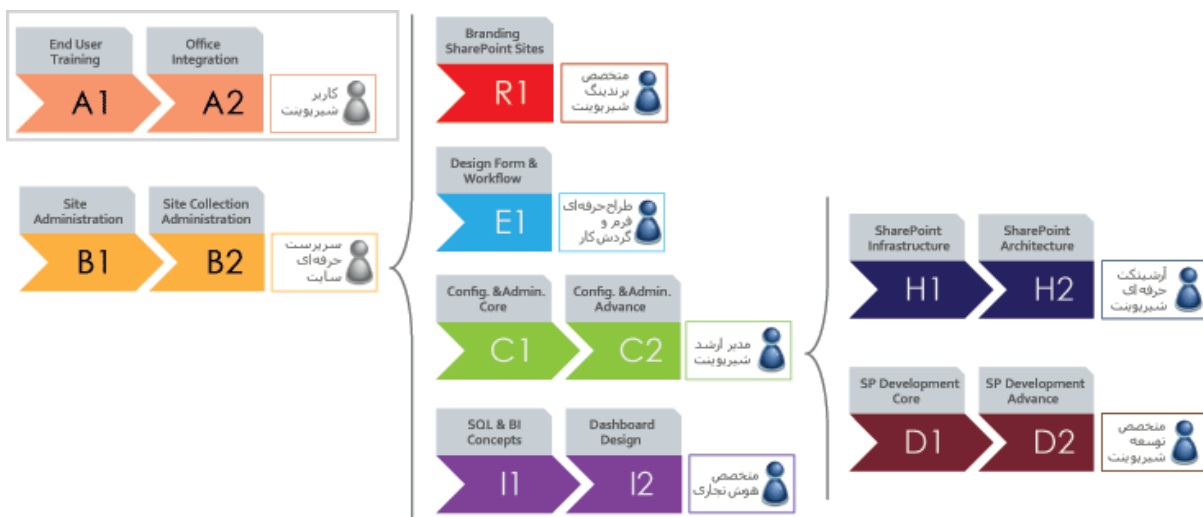 End User
Training
A1
Office
Integration
A2
کاربر
شیرپوینت
Site
Administration
B1
Site Collection
Administration
B2
سرپرست
حرفه‌ای
سایت
Branding
SharePoint Sites
R1
متخصص
برندینگ
شیرپوینت
Design Form &
Workflow
E1
طراح حرفه‌ای
فرم و
گردش کار
Config. &Admin.
Core
C1
Config. &Admin.
Advance
C2
مدیر ارشد
شیرپوینت
SQL & BI
Concepts
I1
Dashboard
Design
I2
متخصص
هوش تجاری
SharePoint
Infrastructure
H1
SharePoint
Architecture
H2
آرشیتکت
حرفه ای
شیرپوینت
SP Development
Core
D1
SP Development
Advance
D2
متخصص
توسعه
شیرپوینت